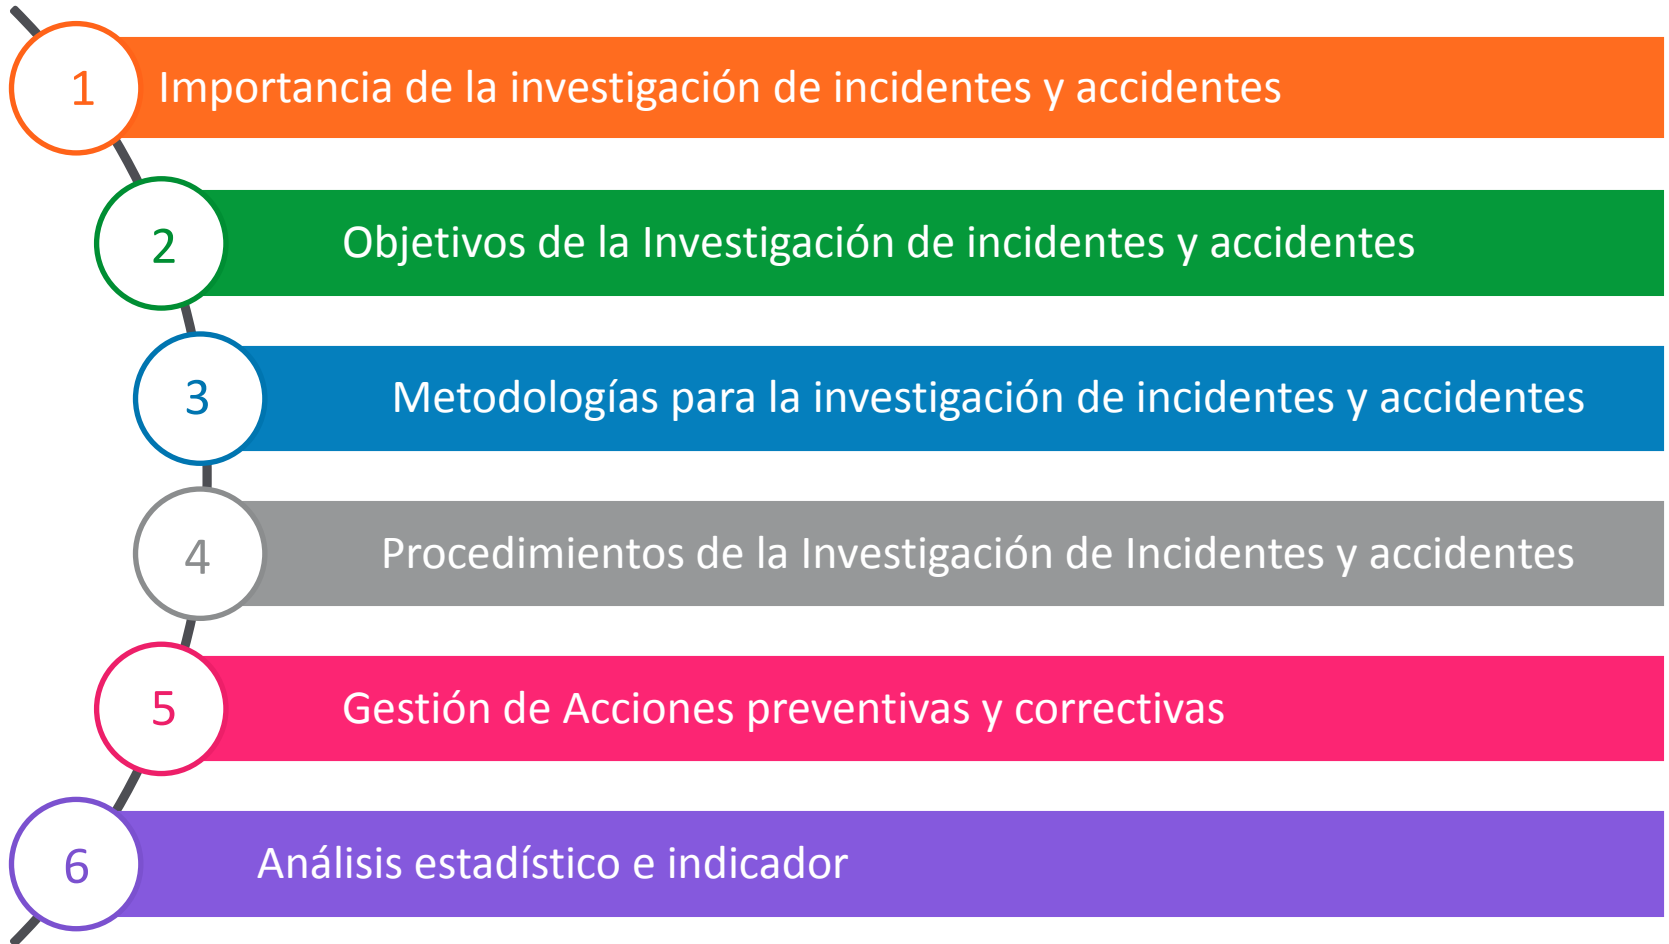 1
Importancia de la investigación de incidentes y accidentes
2
Objetivos de la Investigación de incidentes y accidentes
3
Metodologías para la investigación de incidentes y accidentes
4
Procedimientos de la Investigación de Incidentes y accidentes
5
Gestión de Acciones preventivas y correctivas
6
Análisis estadístico e indicador